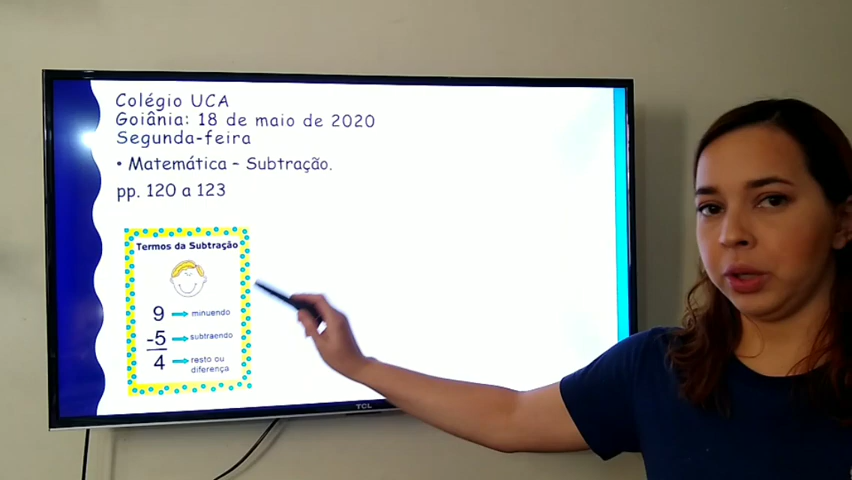 Colégio UCA
Goiânia: 18 de maio de 2020
Segunda-feira
• Matemática – Subtração.
pp. 120 a 123
Termos da Subtração
9 minuendo
-5 subtraendo
4 resto ou
diferença
TCL